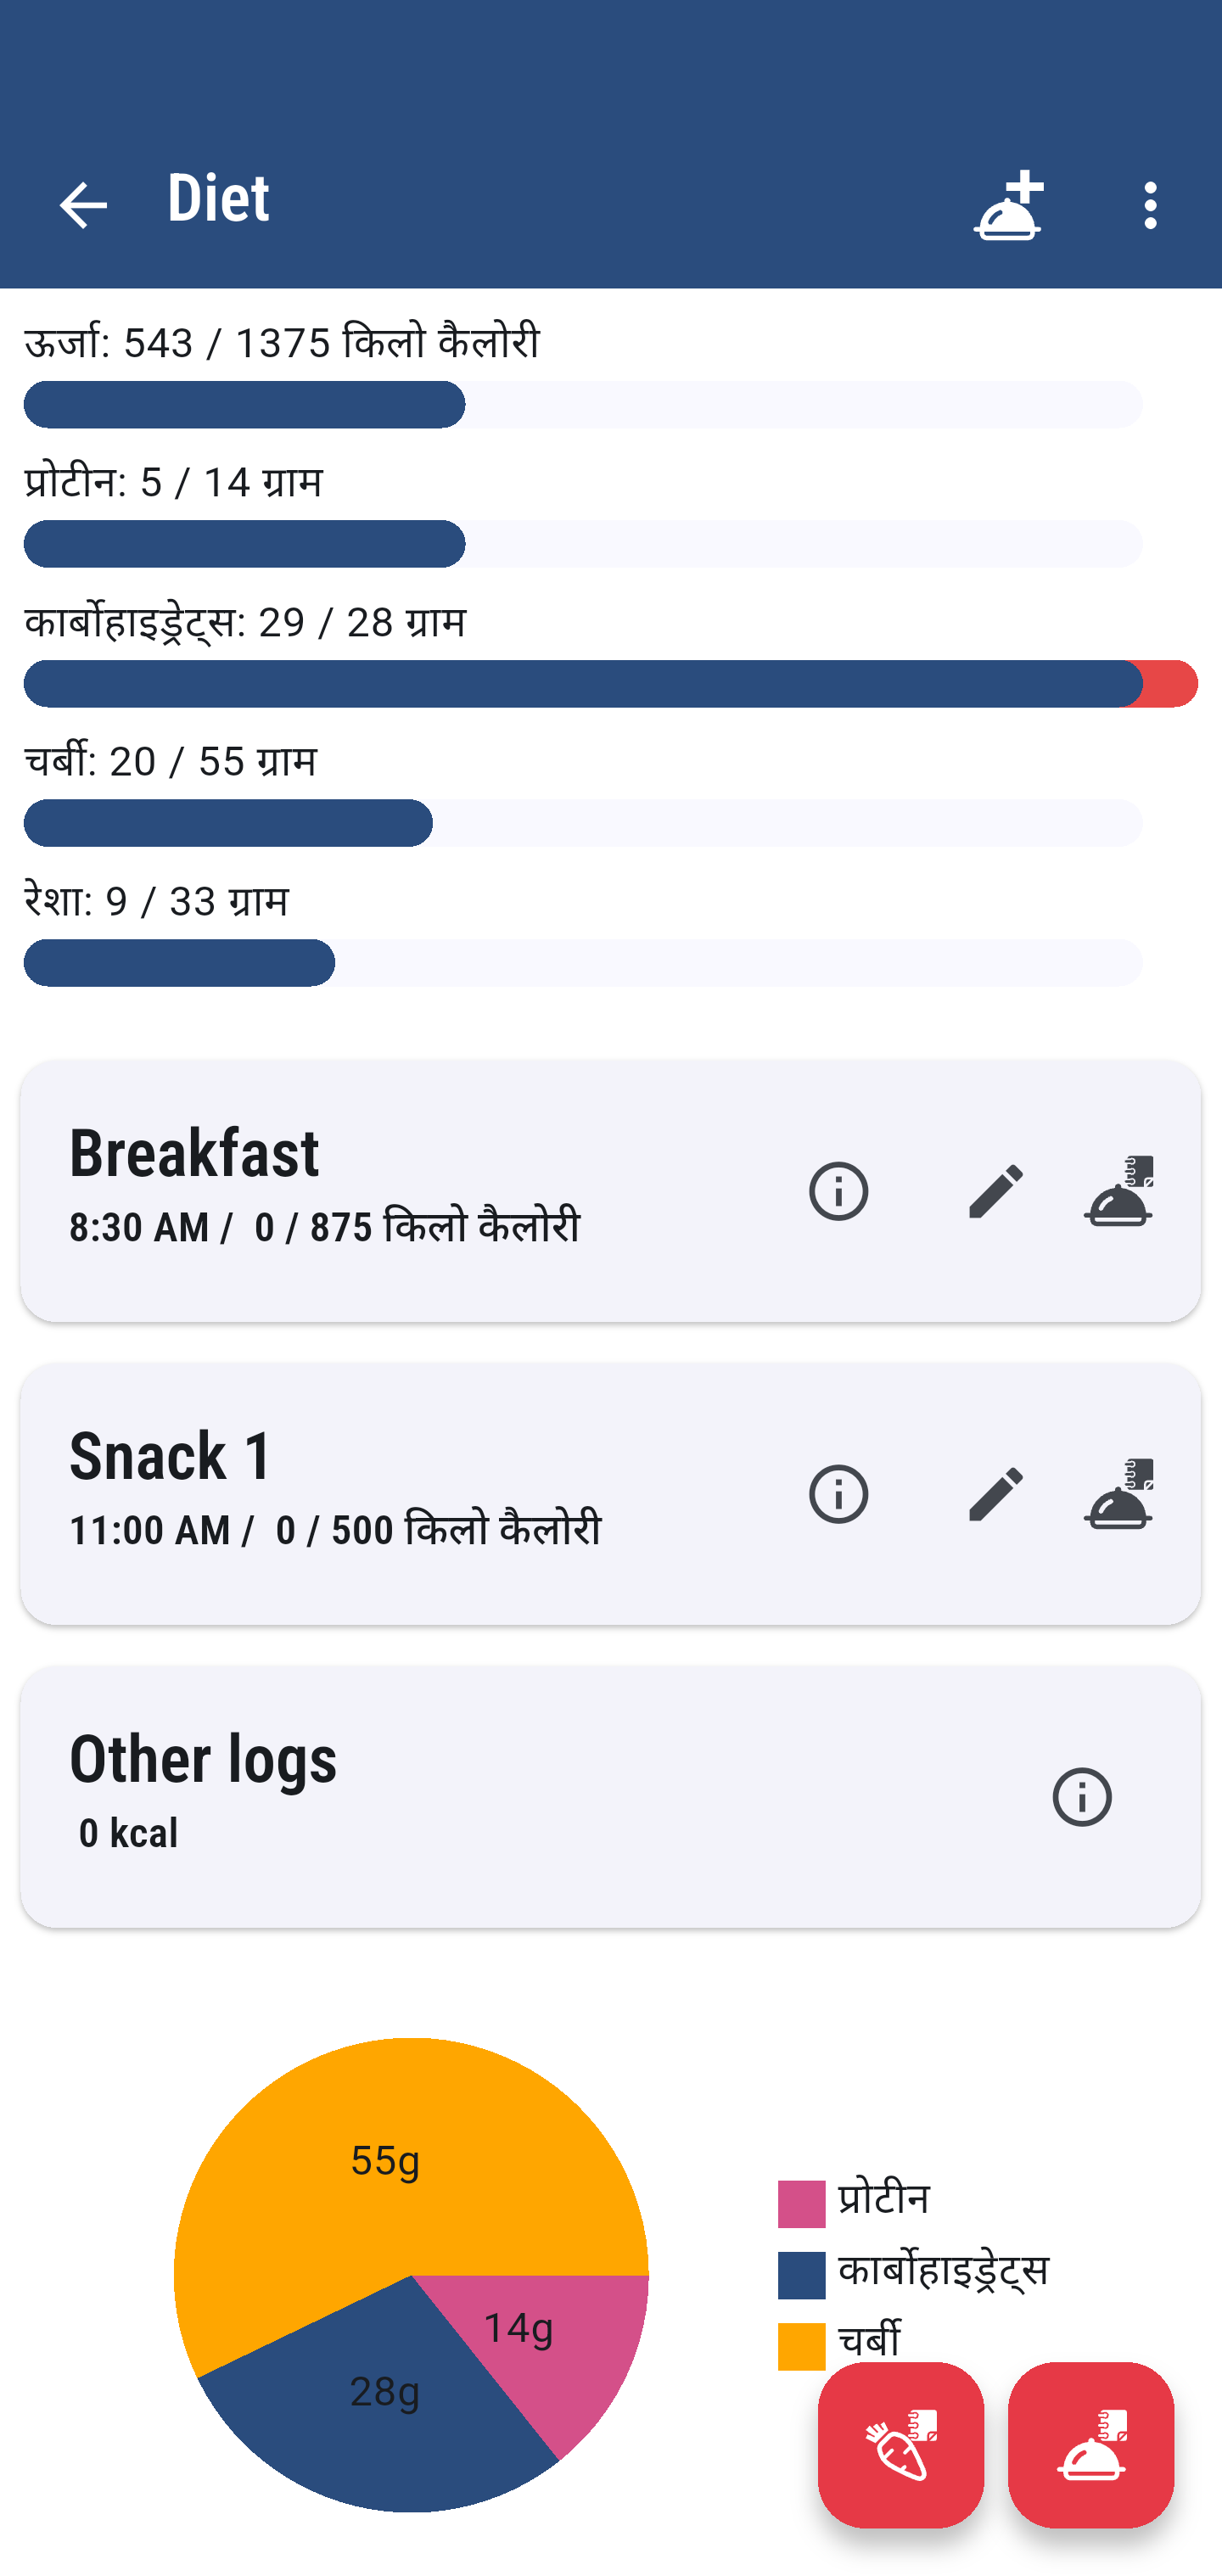 Diet
ऊर्जा: 543 / 1375 किलो कैलोरी
प्रोटीन: 5 / 14 ग्राम
कार्बोहाइड्रेट्स: 29 / 28 ग्राम
चर्बी: 20 / 55 ग्राम
रेशा: 9 / 33 ग्राम
Breakfast
8:30 AM / 0 / 875 किलो कैलोरी
Snack 1
11:00 AM / 0 / 500 किलो कैलोरी
Other logs
0 kcal
55g
14g
28g
प्रोटीन
कार्बोहाइड्रेट्स
चर्बी